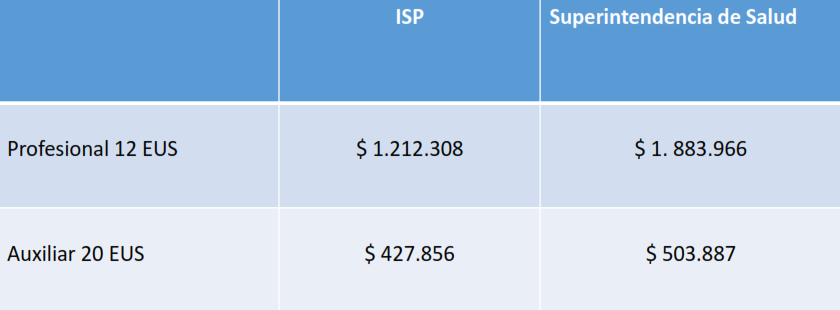 ISP Superintendencia de Salud
Profesional 12 EUS $ 1.212.308 $ 1. 883.966
Auxiliar 20 EUS $ 427.856 $ 503.887